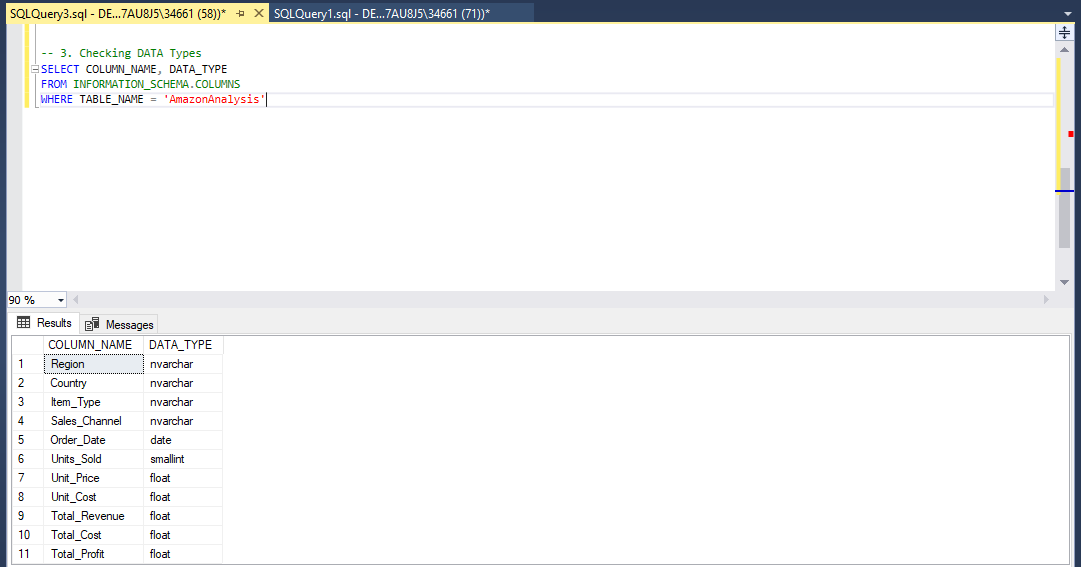 SQLQuery3.sql - DE...7AU8J5\34661 (58))* SQLQuery1.sql - DE...7AU8J5\34661 (71))*
-- 3. Checking DATA Types
SELECT COLUMN_NAME, DATA_TYPE
FROM INFORMATION_SCHEMA.COLUMNS
WHERE TABLE_NAME = 'AmazonAnalysis'
90 %
Results Messages
COLUMN_NAME DATA_TYPE
1 Region nvarchar
2 Country nvarchar
3 Item_Type nvarchar
4 Sales_Channel nvarchar
5 Order_Date date
6 Units_Sold smallint
7 Unit_Price float
8 Unit_Cost float
9 Total_Revenue float
10 Total_Cost float
11 Total_Profit float